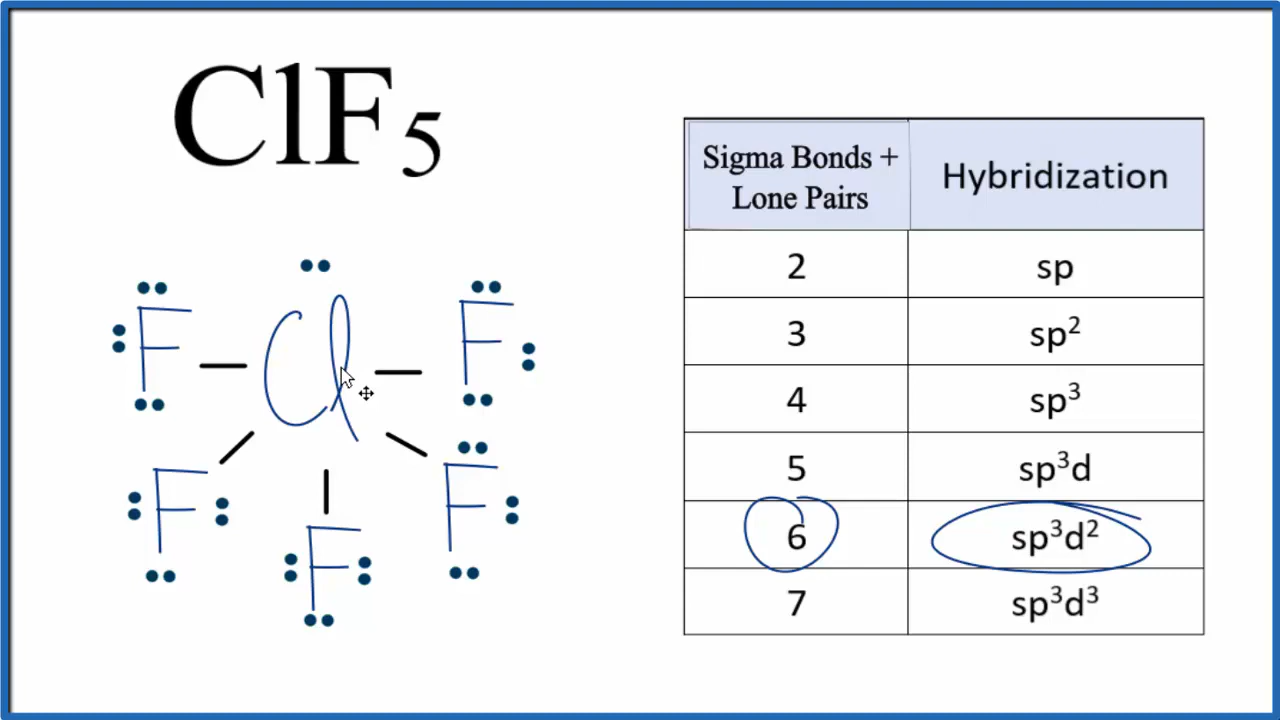 ClF₅
F Cl F
F F F
Sigma Bonds + Lone Pairs Hybridization
2 sp
3 sp²
4 sp³
5 sp³d
6 sp³d²
7 sp³d³